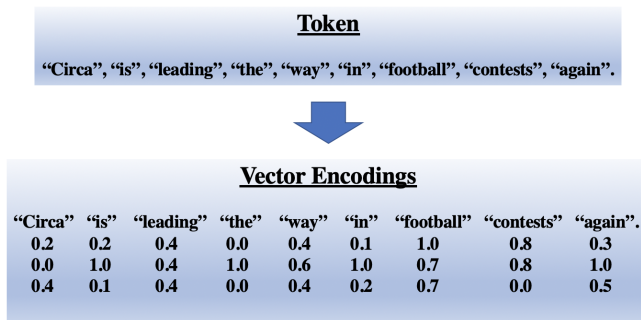 Token
“Circa”, “is”, “leading”, “the”, “way”, “in”, “football”, “contests”, “again”.
Vector Encodings
“Circa” “is” “leading” “the” “way” “in” “football” “contests” “again”.
0.2 0.2 0.4 0.0 0.4 0.1 1.0 0.8 0.3
0.0 1.0 0.4 1.0 0.6 1.0 0.7 0.8 1.0
0.4 0.1 0.4 0.0 0.4 0.2 0.7 0.0 0.5